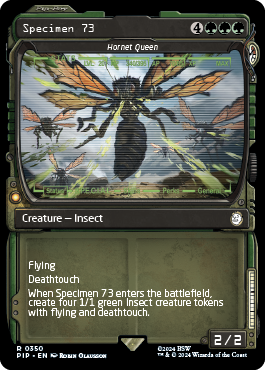 Specimen 73 4
Hornet Queen
Creature – Insect
Flying
Deathtouch
When Specimen 73 enters the battlefield,
create four 1/1 green Insect creature tokens
with flying and deathtouch.
2/2
R 0350
PIP • EN Robin Olausson
©2024 BSW
™ & © 2024 Wizards of the Coast